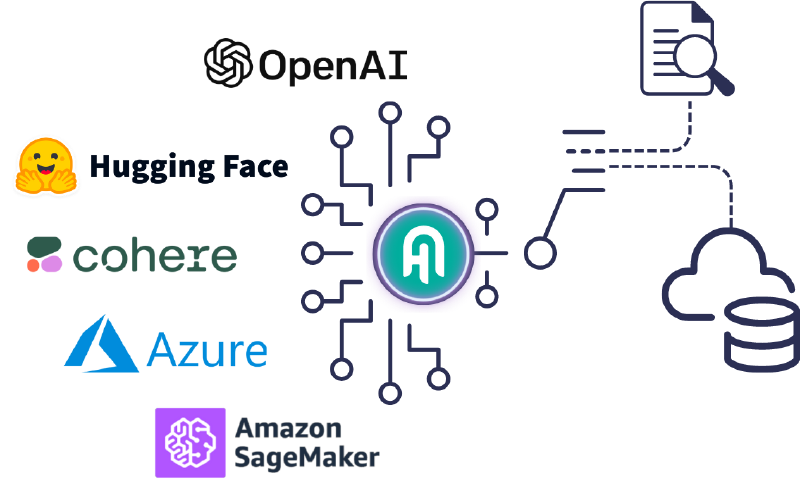 OpenAI
Hugging Face
cohere
Azure
Amazon
SageMaker